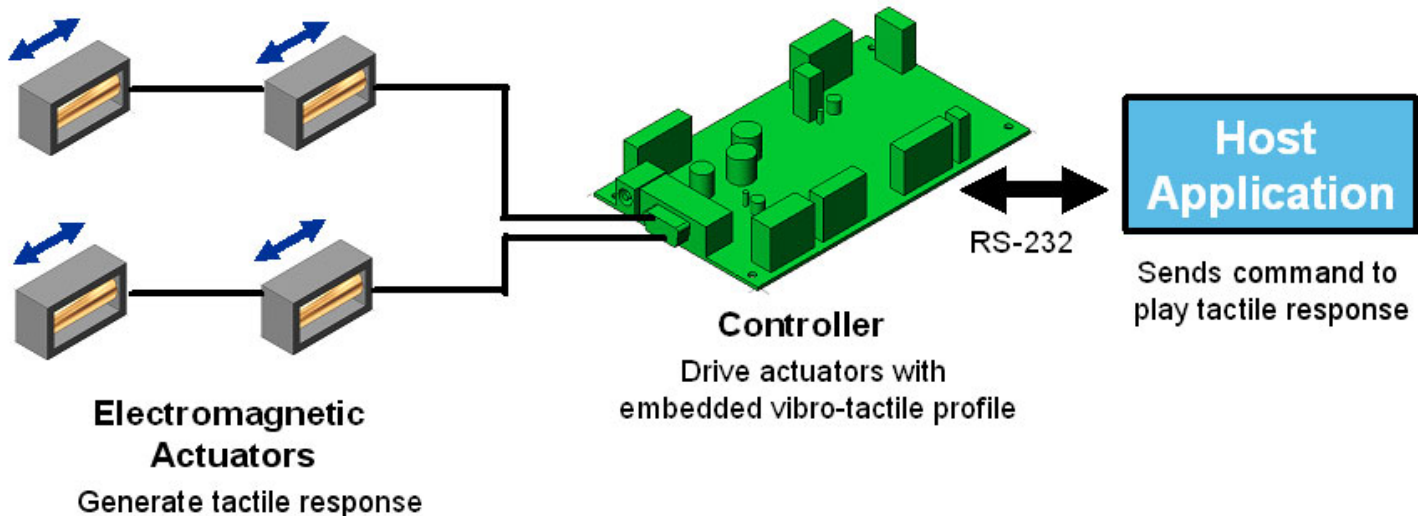 Host
Application
RS-232
Sends command to
play tactile response
Controller
Drive actuators with
embedded vibro-tactile profile
Electromagnetic
Actuators
Generate tactile response